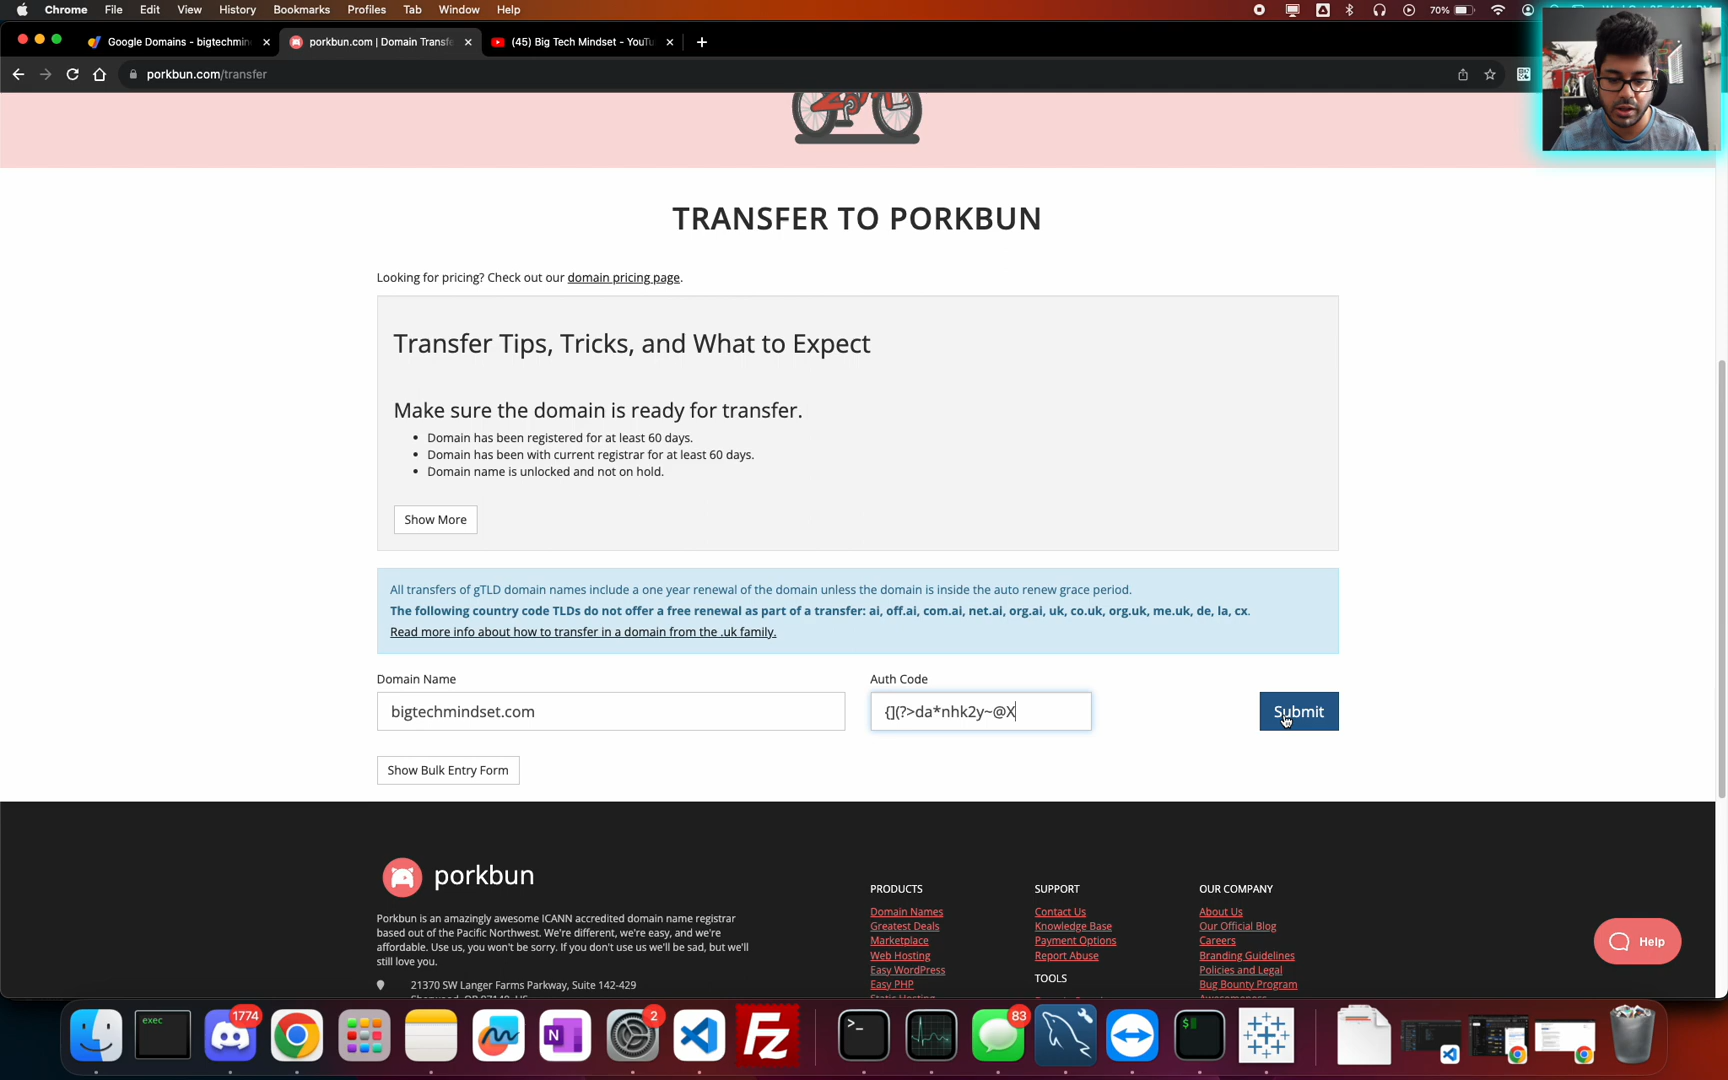 Chrome File Edit View History Bookmarks Profiles Tab Window Help
70%
Google Domains - bigtechmin
porkbun.com | Domain Transfe
(45) Big Tech Mindset - YouTu
porkbun.com/transfer
TRANSFER TO PORKBUN
Looking for pricing? Check out our domain pricing page.
Transfer Tips, Tricks, and What to Expect
Make sure the domain is ready for transfer.
• Domain has been registered for at least 60 days.
• Domain has been with current registrar for at least 60 days.
• Domain name is unlocked and not on hold.
Show More
All transfers of gTLD domain names include a one year renewal of the domain unless the domain is inside the auto renew grace period.
The following country code TLDs do not offer a free renewal as part of a transfer: ai, off.ai, com.ai, net.ai, org.ai, uk, co.uk, org.uk, me.uk, de, la, cx.
Read more info about how to transfer in a domain from the .uk family.
Domain Name
Auth Code
bigtechmindset.com
{](?>da*nhk2y~@X
Submit
Show Bulk Entry Form
porkbun
Porkbun is an amazingly awesome ICANN accredited domain name registrar
based out of the Pacific Northwest. We're different, we're easy, and we're
affordable. Use us, you won't be sorry. If you don't use us we'll be sad, but we'll
still love you.
21370 SW Langer Farms Parkway, Suite 142-429
PRODUCTS
Domain Names
Greatest Deals
Marketplace
Web Hosting
Easy WordPress
Easy PHP
SUPPORT
Contact Us
Knowledge Base
Payment Options
Report Abuse
TOOLS
OUR COMPANY
About Us
Our Official Blog
Careers
Branding Guidelines
Policies and Legal
Bug Bounty Program
Help
exec
1774
2
83